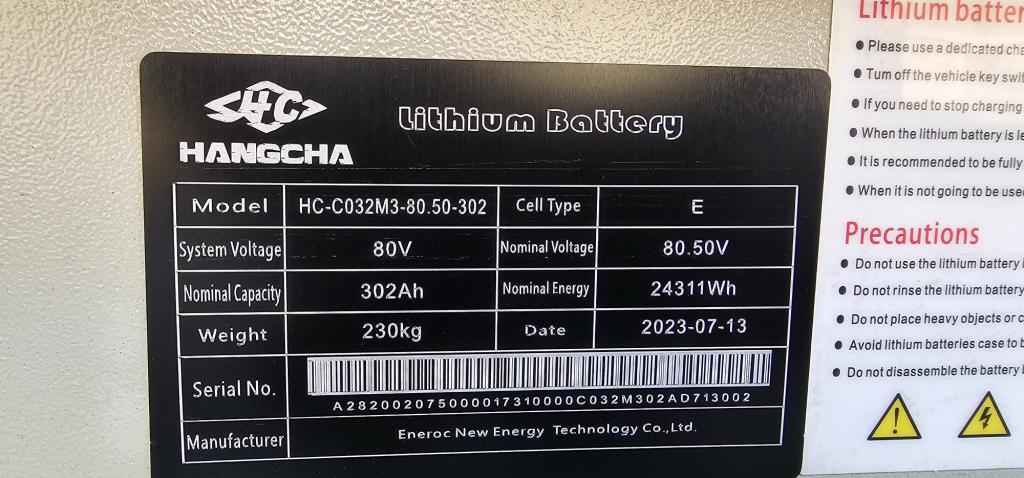 HC
HANGCHA
Lithium Battery
Model HC-C032M3-80.50-302 Cell Type E
System Voltage 80V Nominal Voltage 80.50V
Nominal Capacity 302Ah Nominal Energy 24311Wh
Weight 230kg Date 2023-07-13
Serial No.
A282002075000017310000C032M302AD713002
Manufacturer Eneroc New Energy Technology Co.,Ltd.
Lithium
● Please use a dedicated
● Turn off the vehicle key
● If you need to stop charging
● When the lithium battery is
● It is recommended to be fully
● When it is not going to be
Precautions
● Do not use the lithium battery
● Do not rinse the lithium battery
● Do not place heavy objects or
● Avoid lithium batteries case to
● Do not disassemble the battery